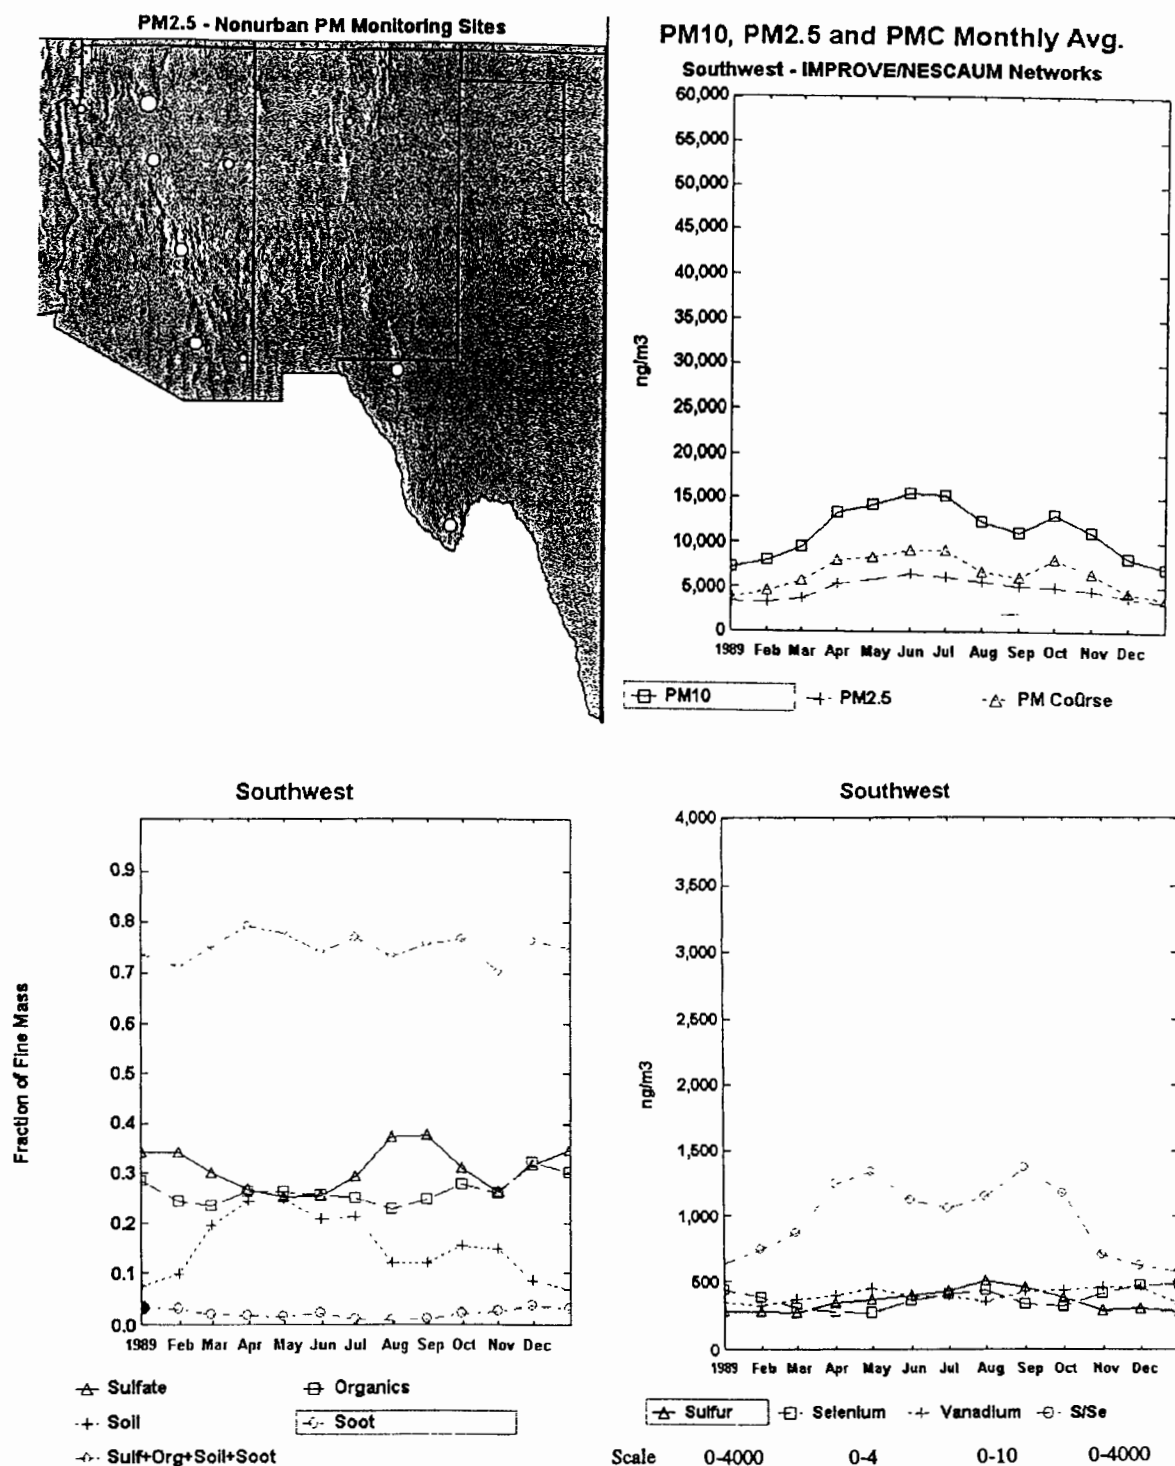 PM2.5 - Nonurban PM Monitoring Sites
PM10, PM2.5 and PMC Monthly Avg.
Southwest - IMPROVE/NESCAUM Networks
60,000
55,000
50,000
45,000
40,000
35,000
30,000
25,000
20,000
15,000
10,000
5,000
0
ng/m3
1989 Feb Mar Apr May Jun Jul Aug Sep Oct Nov Dec
PM10 PM2.5 PM Coûrse
Southwest
0.9
0.8
0.7
0.6
0.5
0.4
0.3
0.2
0.1
0.0
Fraction of Fine Mass
1989 Feb Mar Apr May Jun Jul Aug Sep Oct Nov Dec
Sulfate Organics
Soil Soot
Sulf+Org+Soil+Soot
Southwest
4,000
3,500
3,000
2,500
2,000
1,500
1,000
500
0
ng/m3
1989 Feb Mar Apr May Jun Jul Aug Sep Oct Nov Dec
Sulfur Selenium Vanadium S/Se
Scale 0-4000 0-4 0-10 0-4000